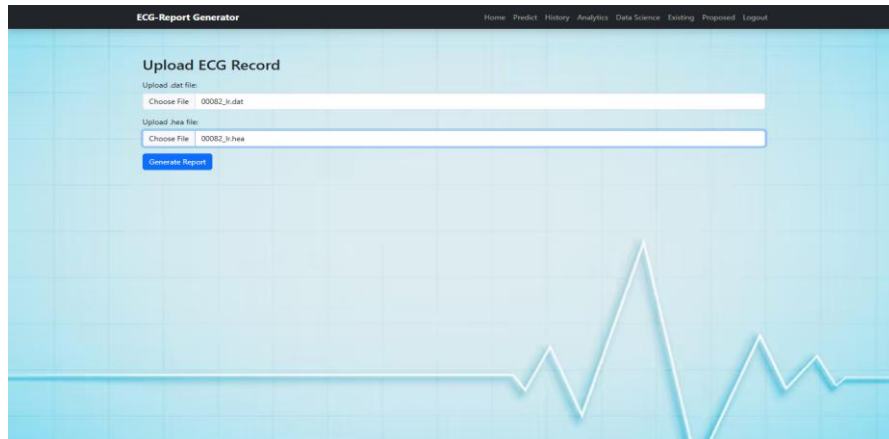 ECG-Report Generator
Home Predict History Analytics Data Science Existing Proposed Logout
Upload ECG Record
Upload .dat file:
Choose File 00082_lr.dat
Upload .hea file:
Choose File 00082_lr.hea
Generate Report